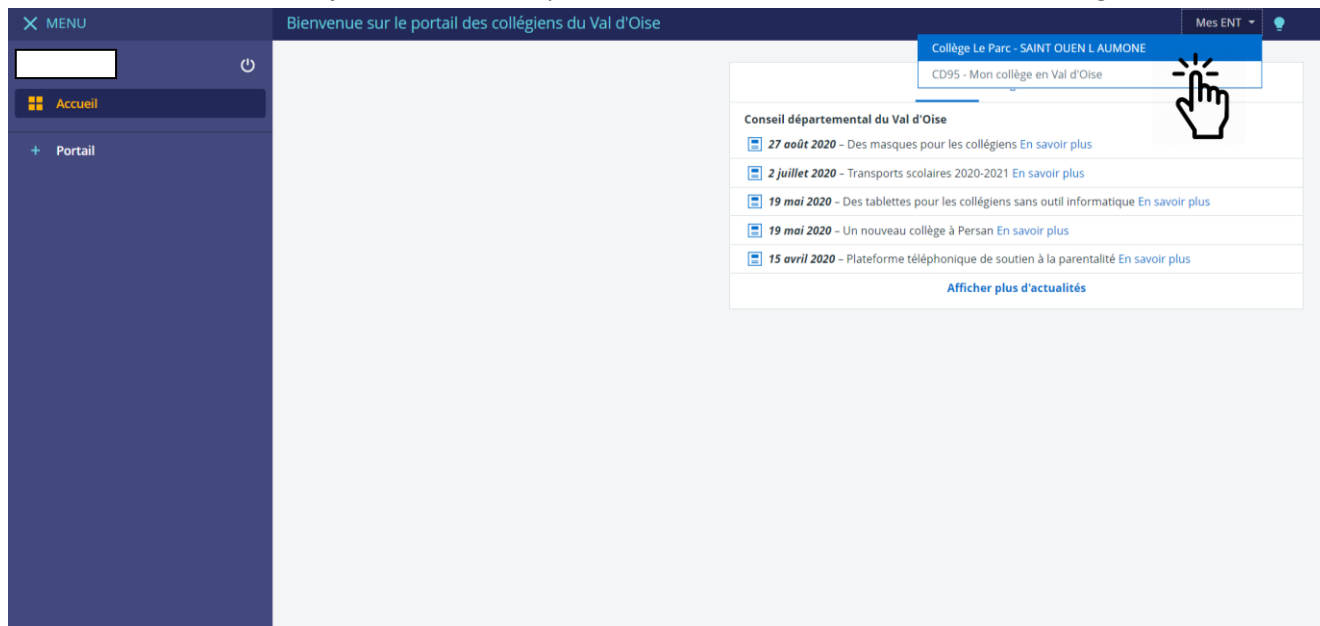 MENU
Bienvenue sur le portail des collégiens du Val d'Oise
Mes ENT
Collège Le Parc - SAINT OUEN L AUMONE
CD95 - Mon collège en Val d'Oise
Accueil
+ Portail
Conseil départemental du Val d'Oise
27 août 2020 – Des masques pour les collégiens En savoir plus
2 juillet 2020 – Transports scolaires 2020-2021 En savoir plus
19 mai 2020 – Des tablettes pour les collégiens sans outil informatique En savoir plus
19 mai 2020 – Un nouveau collège à Persan En savoir plus
15 avril 2020 – Plateforme téléphonique de soutien à la parentalité En savoir plus
Afficher plus d'actualités